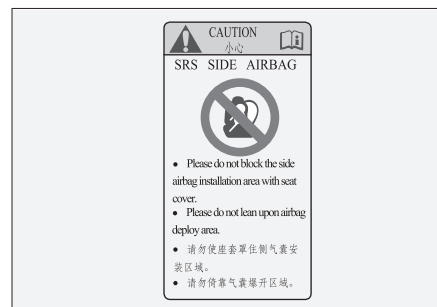 CAUTION
小心
SRS SIDE AIRBAG
● Please do not block the side
airbag installation area with seat
cover.
● Please do not lean upon airbag
deploy area.
● 请勿使座套罩住侧气囊安
装区域。
● 请勿倚靠气囊爆开区域。